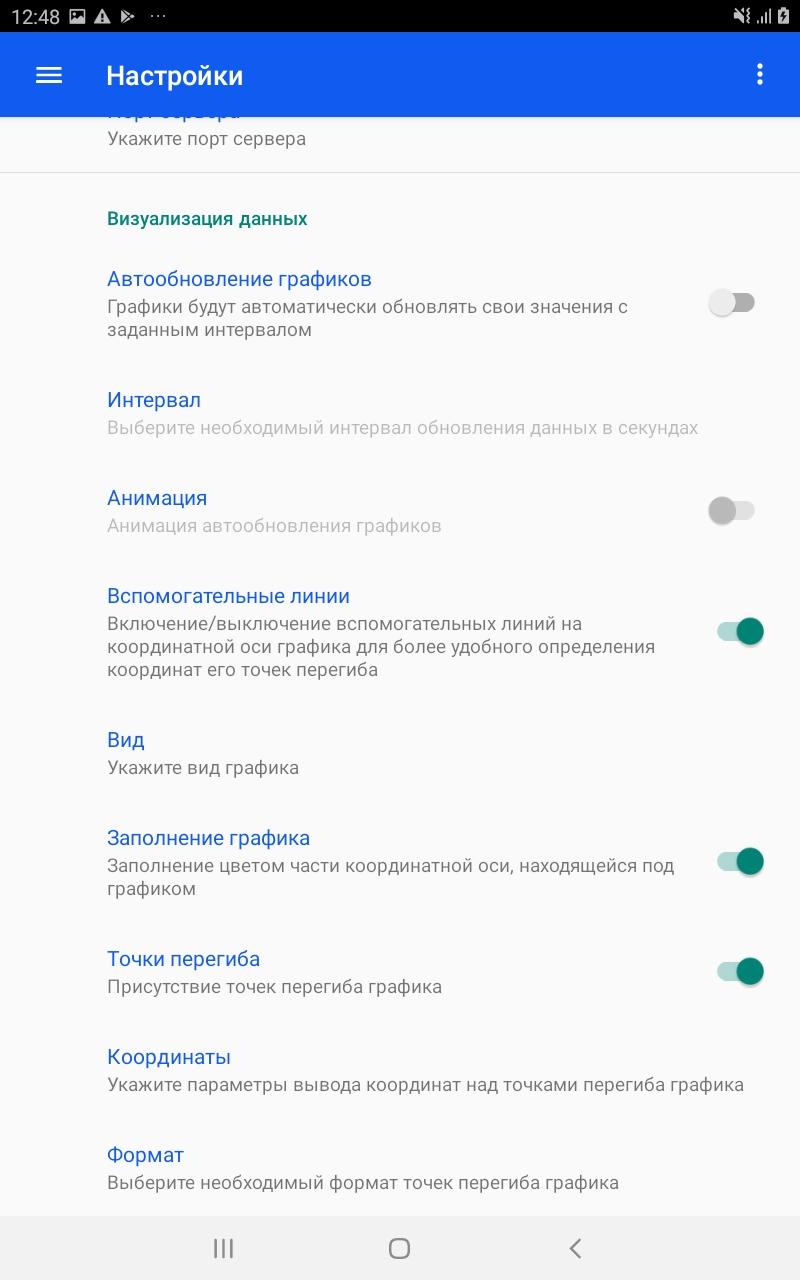 12:48
Настройки
Порт сервера
Укажите порт сервера
Визуализация данных
Автообновление графиков
Графики будут автоматически обновлять свои значения с
заданным интервалом
Интервал
Выберите необходимый интервал обновления данных в секундах
Анимация
Анимация автообновления графиков
Вспомогательные линии
Включение/выключение вспомогательных линий на
координатной оси графика для более удобного определения
координат его точек перегиба
Вид
Укажите вид графика
Заполнение графика
Заполнение цветом части координатной оси, находящейся под
графиком
Точки перегиба
Присутствие точек перегиба графика
Координаты
Укажите параметры вывода координат над точками перегиба графика
Формат
Выберите необходимый формат точек перегиба графика